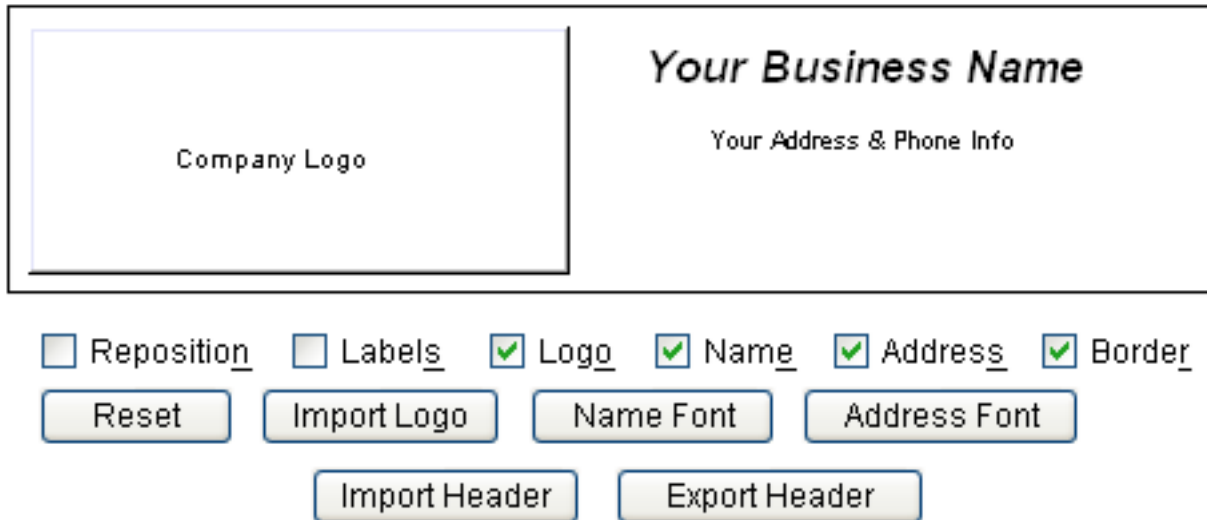 Your Business Name
Your Address & Phone Info
Company Logo
Reposition Labels Logo Name Address Border
Reset Import Logo Name Font Address Font
Import Header Export Header